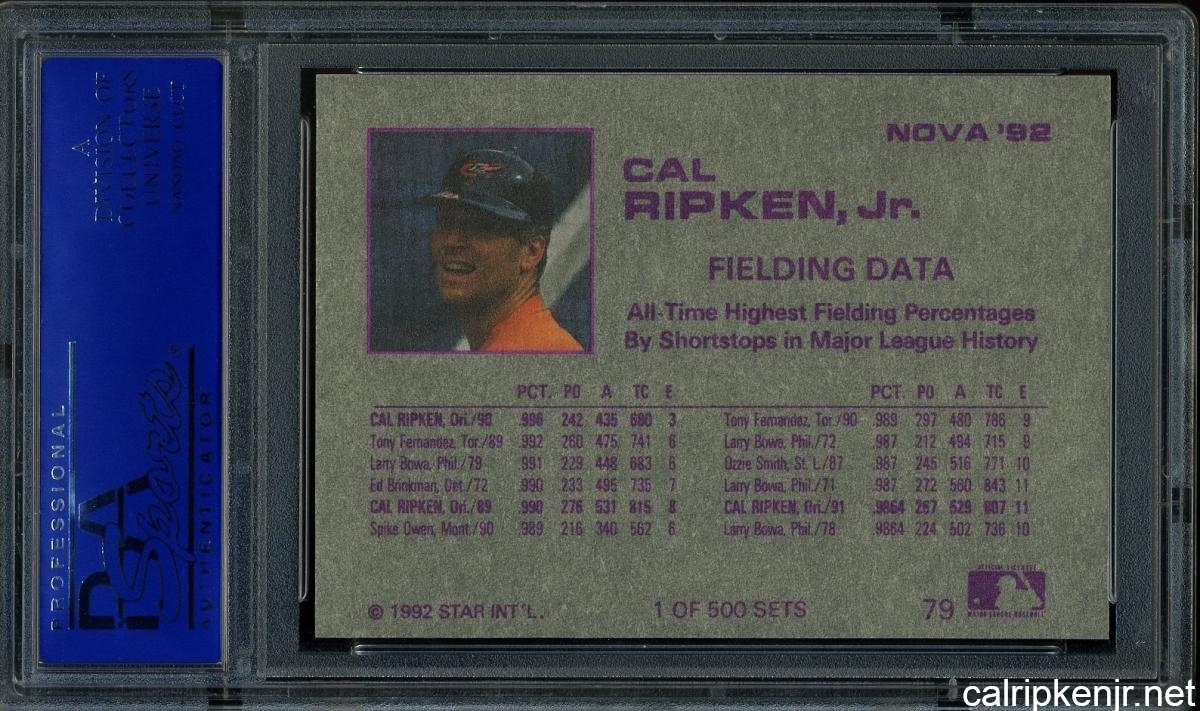 A
DIVISION OF
COLLECTORS
UNIVERSE
NASDAQ CLCT
PROFESSIONAL
PSA
Sports®
AUTHENTICATOR
NOVA '92
CAL
RIPKEN, Jr.
FIELDING DATA
All-Time Highest Fielding Percentages
By Shortstops in Major League History
PCT. PO A TC E
CAL RIPKEN, Ori./90 .996 242 435 680 3
Tony Fernandez, Tor./89 .992 260 475 741 6
Larry Bowa, Phil./79 .991 229 448 683 6
Ed Brinkman, Det./72 .990 233 495 735 7
CAL RIPKEN, Ori./89 .990 276 531 815 8
Spike Owen, Mont./90 .989 216 340 562 6
PCT. PO A TC E
Tony Fernandez, Tor./90 .989 297 480 786 9
Larry Bowa, Phil./72 .987 212 494 715 9
Ozzie Smith, St. L./87 .987 245 516 771 10
Larry Bowa, Phil./71 .987 272 560 843 11
CAL RIPKEN, Ori./91 .9864 267 529 807 11
Larry Bowa, Phil./78 .9864 224 502 736 10
© 1992 STAR INT'L.
1 OF 500 SETS
79
OFFICIAL LICENSEE
MAJOR LEAGUE BASEBALL
calripkenjr.net